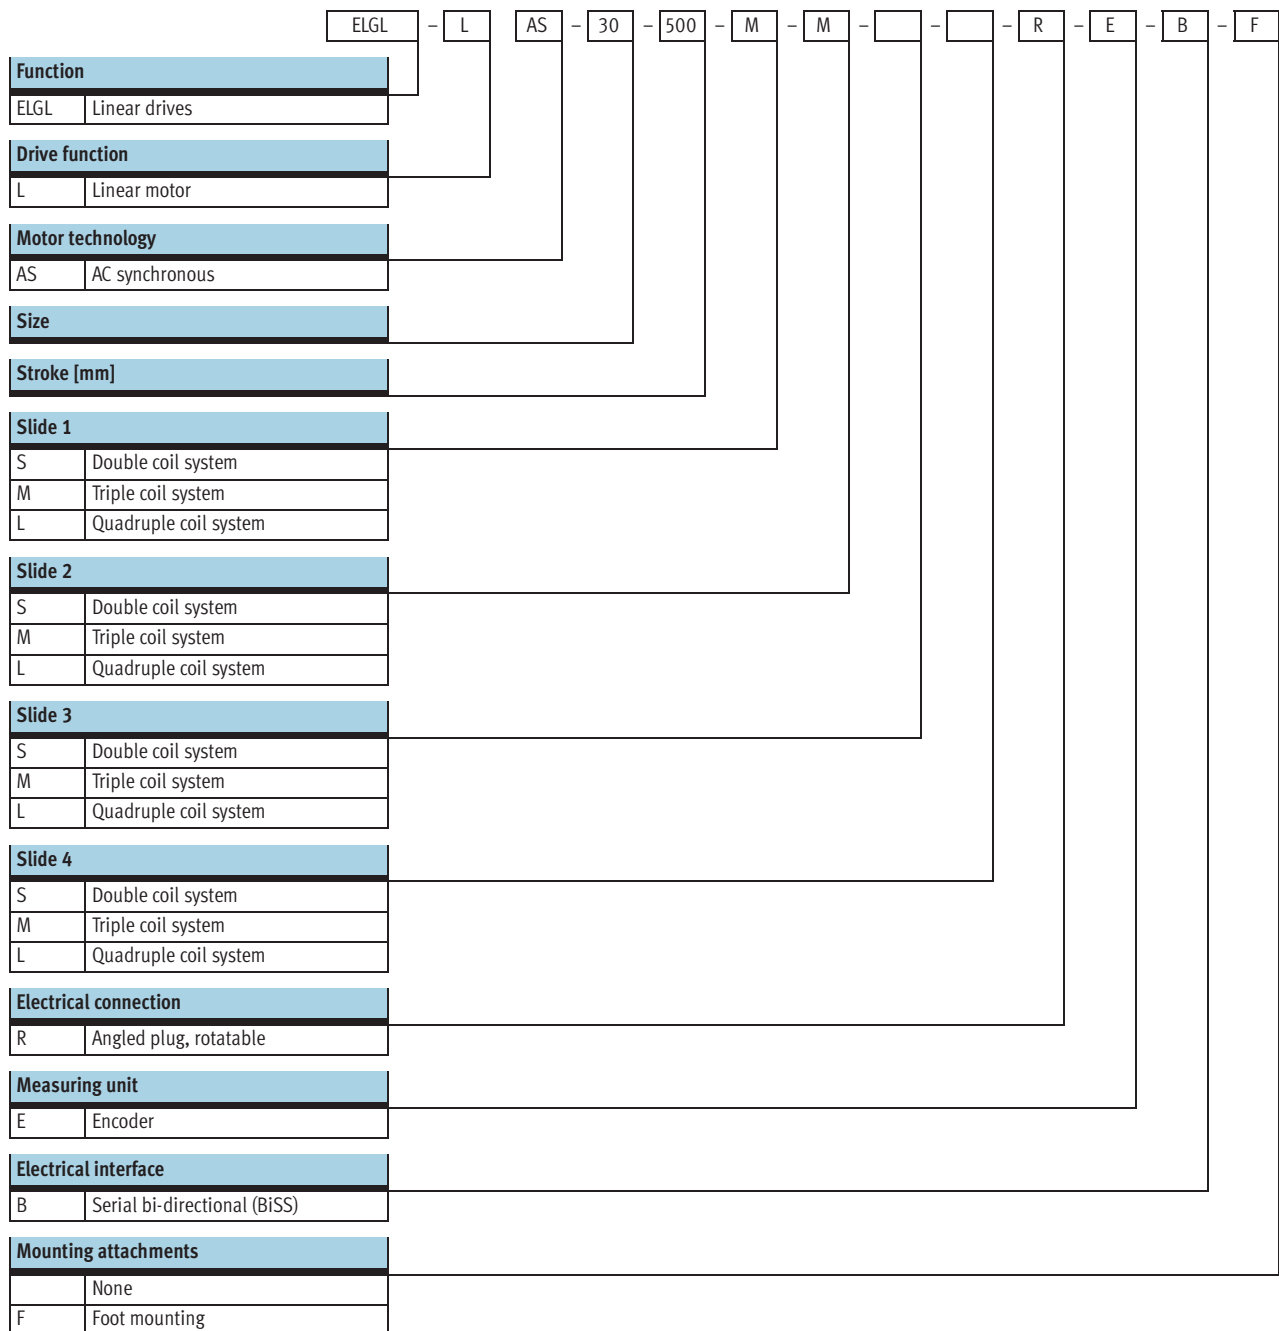 ELGL – L AS – 30 – 500 – M – M – – – R – E – B – F
Function
ELGL Linear drives
Drive function
L Linear motor
Motor technology
AS AC synchronous
Size
Stroke [mm]
Slide 1
S Double coil system
M Triple coil system
L Quadruple coil system
Slide 2
S Double coil system
M Triple coil system
L Quadruple coil system
Slide 3
S Double coil system
M Triple coil system
L Quadruple coil system
Slide 4
S Double coil system
M Triple coil system
L Quadruple coil system
Electrical connection
R Angled plug, rotatable
Measuring unit
E Encoder
Electrical interface
B Serial bi-directional (BiSS)
Mounting attachments
None
F Foot mounting